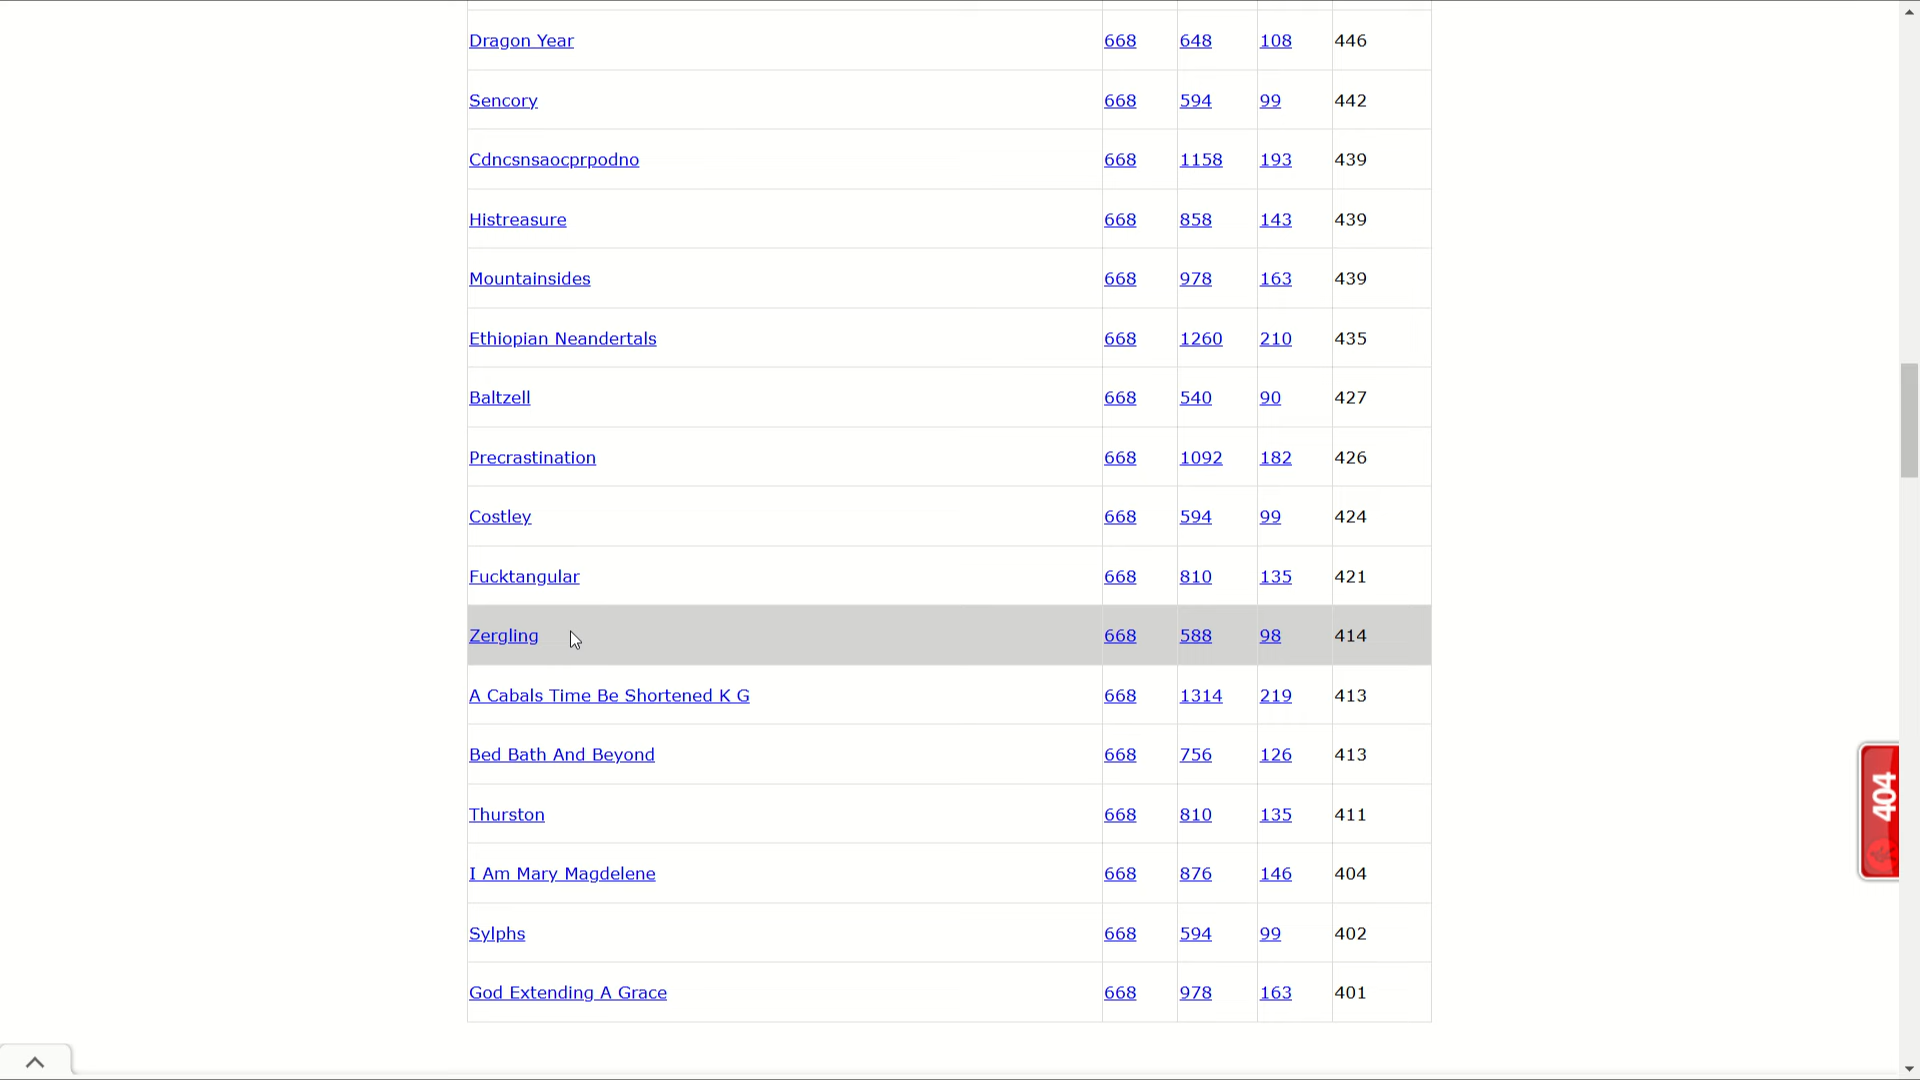 Dragon Year 668 648 108 446
Sencory 668 594 99 442
Cdncsnsaocprpodno 668 1158 193 439
Histreasure 668 858 143 439
Mountainsides 668 978 163 439
Ethiopian Neandertals 668 1260 210 435
Baltzell 668 540 90 427
Precrastination 668 1092 182 426
Costley 668 594 99 424
Fucktangular 668 810 135 421
Zergling 668 588 98 414
A Cabals Time Be Shortened K G 668 1314 219 413
Bed Bath And Beyond 668 756 126 413
Thurston 668 810 135 411
I Am Mary Magdelene 668 876 146 404
Sylphs 668 594 99 402
God Extending A Grace 668 978 163 401
404